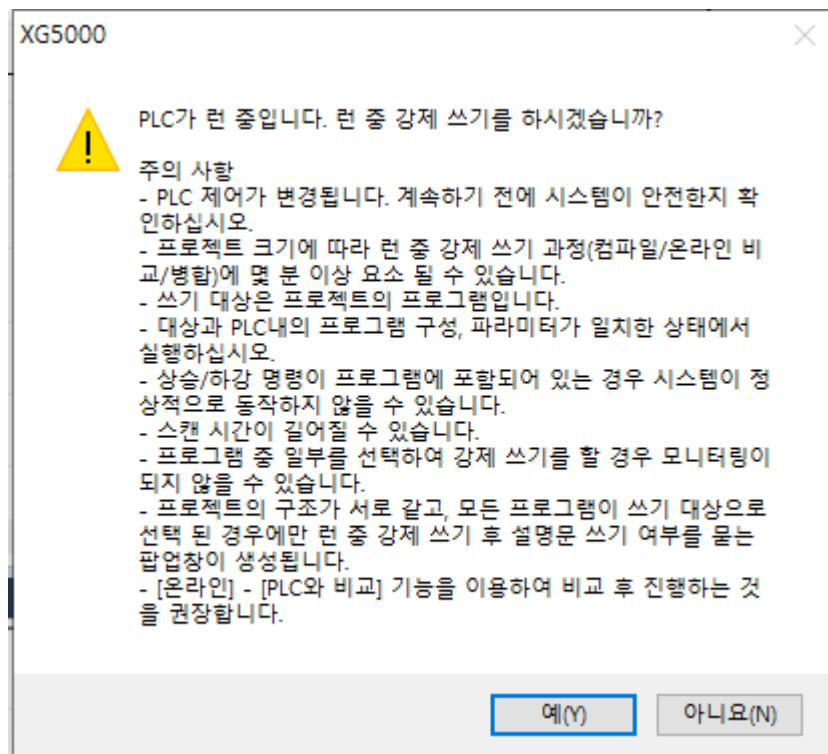 XG5000
PLC가 런 중입니다. 런 중 강제 쓰기를 하시겠습니까?
주의 사항
- PLC 제어가 변경됩니다. 계속하기 전에 시스템이 안전한지 확
인하십시오.
- 프로젝트 크기에 따라 런 중 강제 쓰기 과정(컴파일/온라인 비
교/병합)에 몇 분 이상 요소 될 수 있습니다.
- 쓰기 대상은 프로젝트의 프로그램입니다.
- 대상과 PLC내의 프로그램 구성, 파라미터가 일치한 상태에서
실행하십시오.
- 상승/하강 명령이 프로그램에 포함되어 있는 경우 시스템이 정
상적으로 동작하지 않을 수 있습니다.
- 스캔 시간이 길어질 수 있습니다.
- 프로그램 중 일부를 선택하여 강제 쓰기를 할 경우 모니터링이
되지 않을 수 있습니다.
- 프로젝트의 구조가 서로 같고, 모든 프로그램이 쓰기 대상으로
선택 된 경우에만 런 중 강제 쓰기 후 설명문 쓰기 여부를 묻는
팝업창이 생성됩니다.
- [온라인] - [PLC와 비교] 기능을 이용하여 비교 후 진행하는 것
을 권장합니다.
예(Y)
아니요(N)